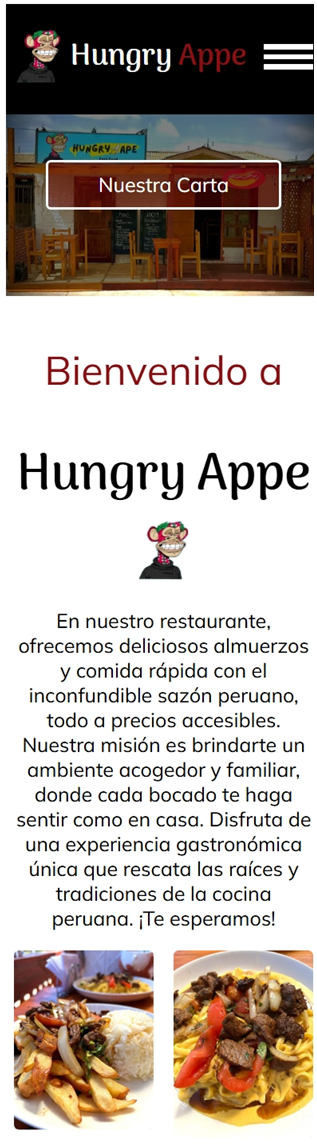 Hungry Appe
HUNGRY APE
Nuestra Carta
Bienvenido a
Hungry Appe
En nuestro restaurante,
ofrecemos deliciosos almuerzos
y comida rápida con el
inconfundible sazón peruano,
todo a precios accesibles.
Nuestra misión es brindarte un
ambiente acogedor y familiar,
donde cada bocado te haga
sentir como en casa. Disfruta de
una experiencia gastronómica
única que rescata las raíces y
tradiciones de la cocina
peruana. ¡Te esperamos!